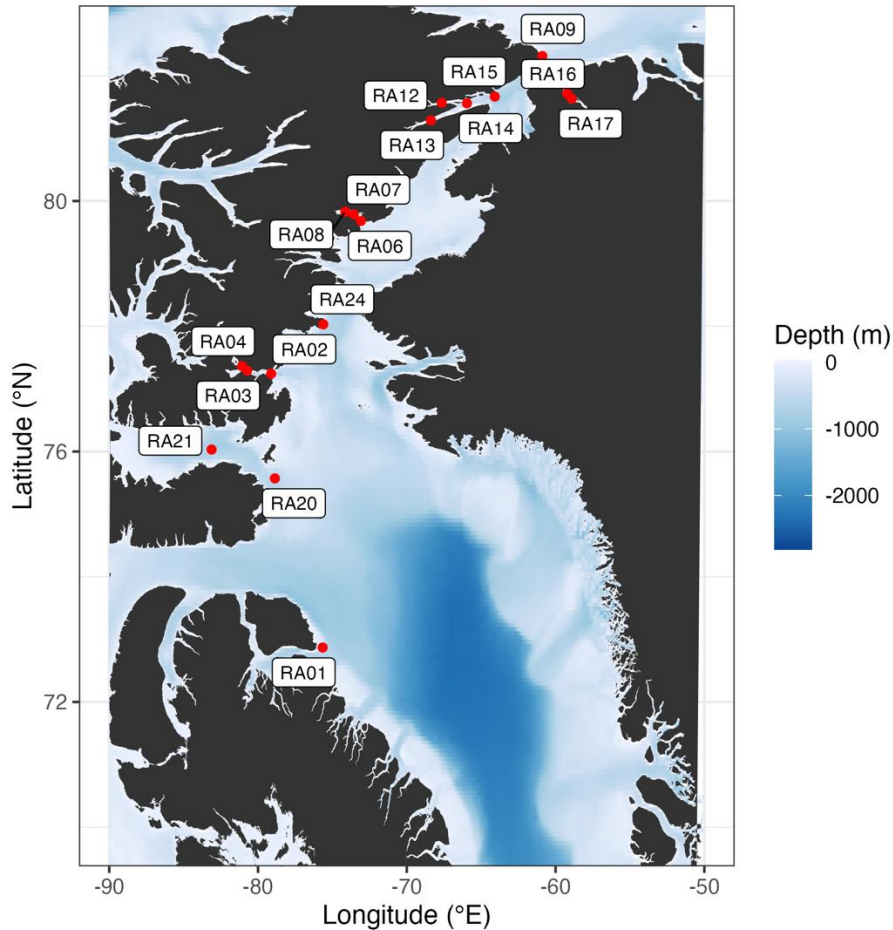 RA09
RA15
RA16
RA12
RA14
RA17
RA13
80
RA07
RA08
RA06
RA24
RA04
RA02
RA03
76
RA21
RA20
RA01
72
Latitude (°N)
-90
-80
-70
-60
-50
Longitude (°E)
Depth (m)
0
-1000
-2000